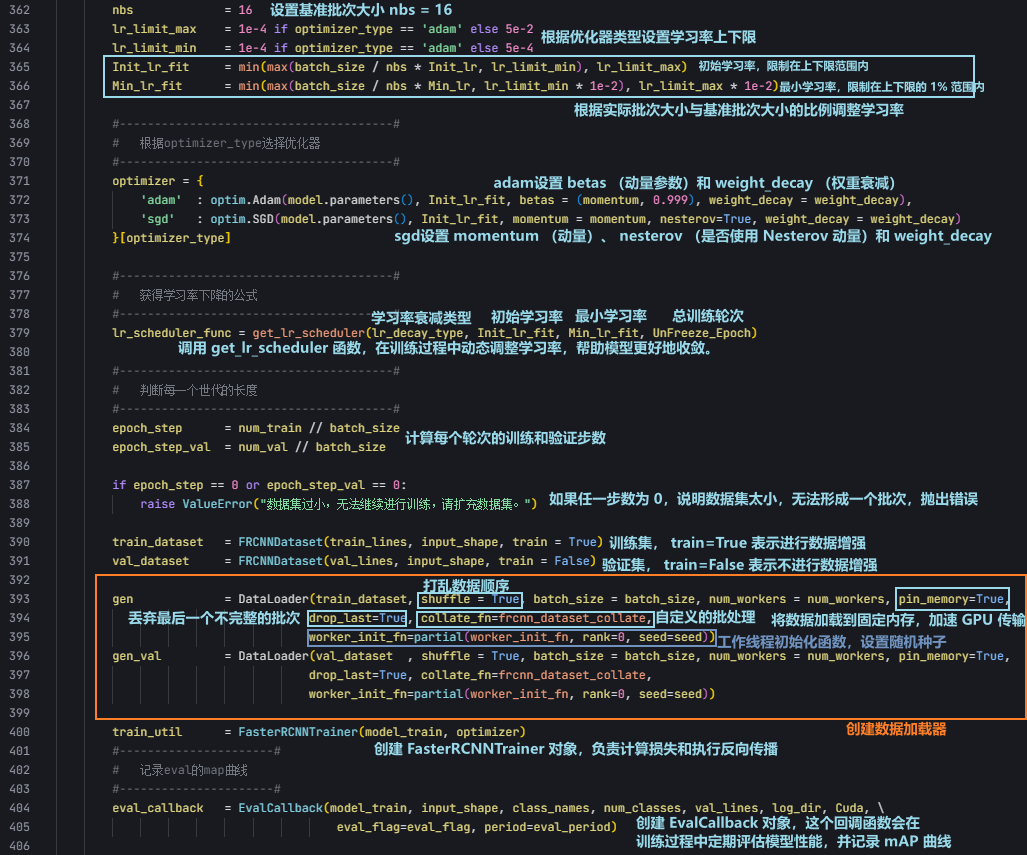 362 nbs = 16 设置基准批次大小 nbs = 16
363 lr_limit_max = 1e-4 if optimizer_type == 'adam' else 5e-2
根据优化器类型设置学习率上下限
364 lr_limit_min = 1e-4 if optimizer_type == 'adam' else 5e-4
365 Init_lr_fit = min(max(batch_size / nbs * Init_lr, lr_limit_min), lr_limit_max) 初始学习率，限制在上下限范围内
366 Min_lr_fit = min(max(batch_size / nbs * Min_lr, lr_limit_min * 1e-2), lr_limit_max * 1e-2) 最小学习率，限制在上下限的 1% 范围内
367
根据实际批次大小与基准批次大小的比例调整学习率
368 #---------------------------------------#
369 # 根据optimizer_type选择优化器
370 #---------------------------------------#
371 optimizer = {
adam设置 betas （动量参数）和 weight_decay （权重衰减）
372 'adam' : optim.Adam(model.parameters(), Init_lr_fit, betas = (momentum, 0.999), weight_decay = weight_decay),
373 'sgd' : optim.SGD(model.parameters(), Init_lr_fit, momentum = momentum, nesterov=True, weight_decay = weight_decay)
374 }[optimizer_type]
sgd设置 momentum （动量）、 nesterov （是否使用 Nesterov 动量）和 weight_decay
375
376 #---------------------------------------#
377 # 获得学习率下降的公式
378 #---------------------------------------#
学习率衰减类型 初始学习率 最小学习率 总训练轮次
379 lr_scheduler_func = get_lr_scheduler(lr_decay_type, Init_lr_fit, Min_lr_fit, UnFreeze_Epoch)
380
调用 get_lr_scheduler 函数，在训练过程中动态调整学习率，帮助模型更好地收敛。
381 #---------------------------------------#
382 # 判断每一个世代的长度
383 #---------------------------------------#
384 epoch_step = num_train // batch_size
计算每个轮次的训练和验证步数
385 epoch_step_val = num_val // batch_size
386
387 if epoch_step == 0 or epoch_step_val == 0:
388 raise ValueError("数据集过小，无法继续进行训练，请扩充数据集。") 如果任一步数为 0，说明数据集太小，无法形成一个批次，抛出错误
389
390 train_dataset = FRCNNDataset(train_lines, input_shape, train = True) 训练集， train=True 表示进行数据增强
391 val_dataset = FRCNNDataset(val_lines, input_shape, train = False) 验证集， train=False 表示不进行数据增强
392
打乱数据顺序
393 gen = DataLoader(train_dataset, shuffle = True, batch_size = batch_size, num_workers = num_workers, pin_memory=True,
394 丢弃最后一个不完整的批次 drop_last=True, collate_fn=frcnn_dataset_collate, 自定义的批处理 将数据加载到固定内存，加速 GPU 传输
395 worker_init_fn=partial(worker_init_fn, rank=0, seed=seed)) 工作线程初始化函数，设置随机种子
396 gen_val = DataLoader(val_dataset , shuffle = True, batch_size = batch_size, num_workers = num_workers, pin_memory=True,
397 drop_last=True, collate_fn=frcnn_dataset_collate,
398 worker_init_fn=partial(worker_init_fn, rank=0, seed=seed))
399
400 train_util = FasterRCNNTrainer(model_train, optimizer) 创建数据加载器
401 #----------------------#
创建 FasterRCNNTrainer 对象，负责计算损失和执行反向传播
402 # 记录eval的map曲线
403 #----------------------#
404 eval_callback = EvalCallback(model_train, input_shape, class_names, num_classes, val_lines, log_dir, Cuda, \
405 eval_flag=eval_flag, period=eval_period) 创建 EvalCallback 对象，这个回调函数会在
406 训练过程中定期评估模型性能，并记录 mAP 曲线